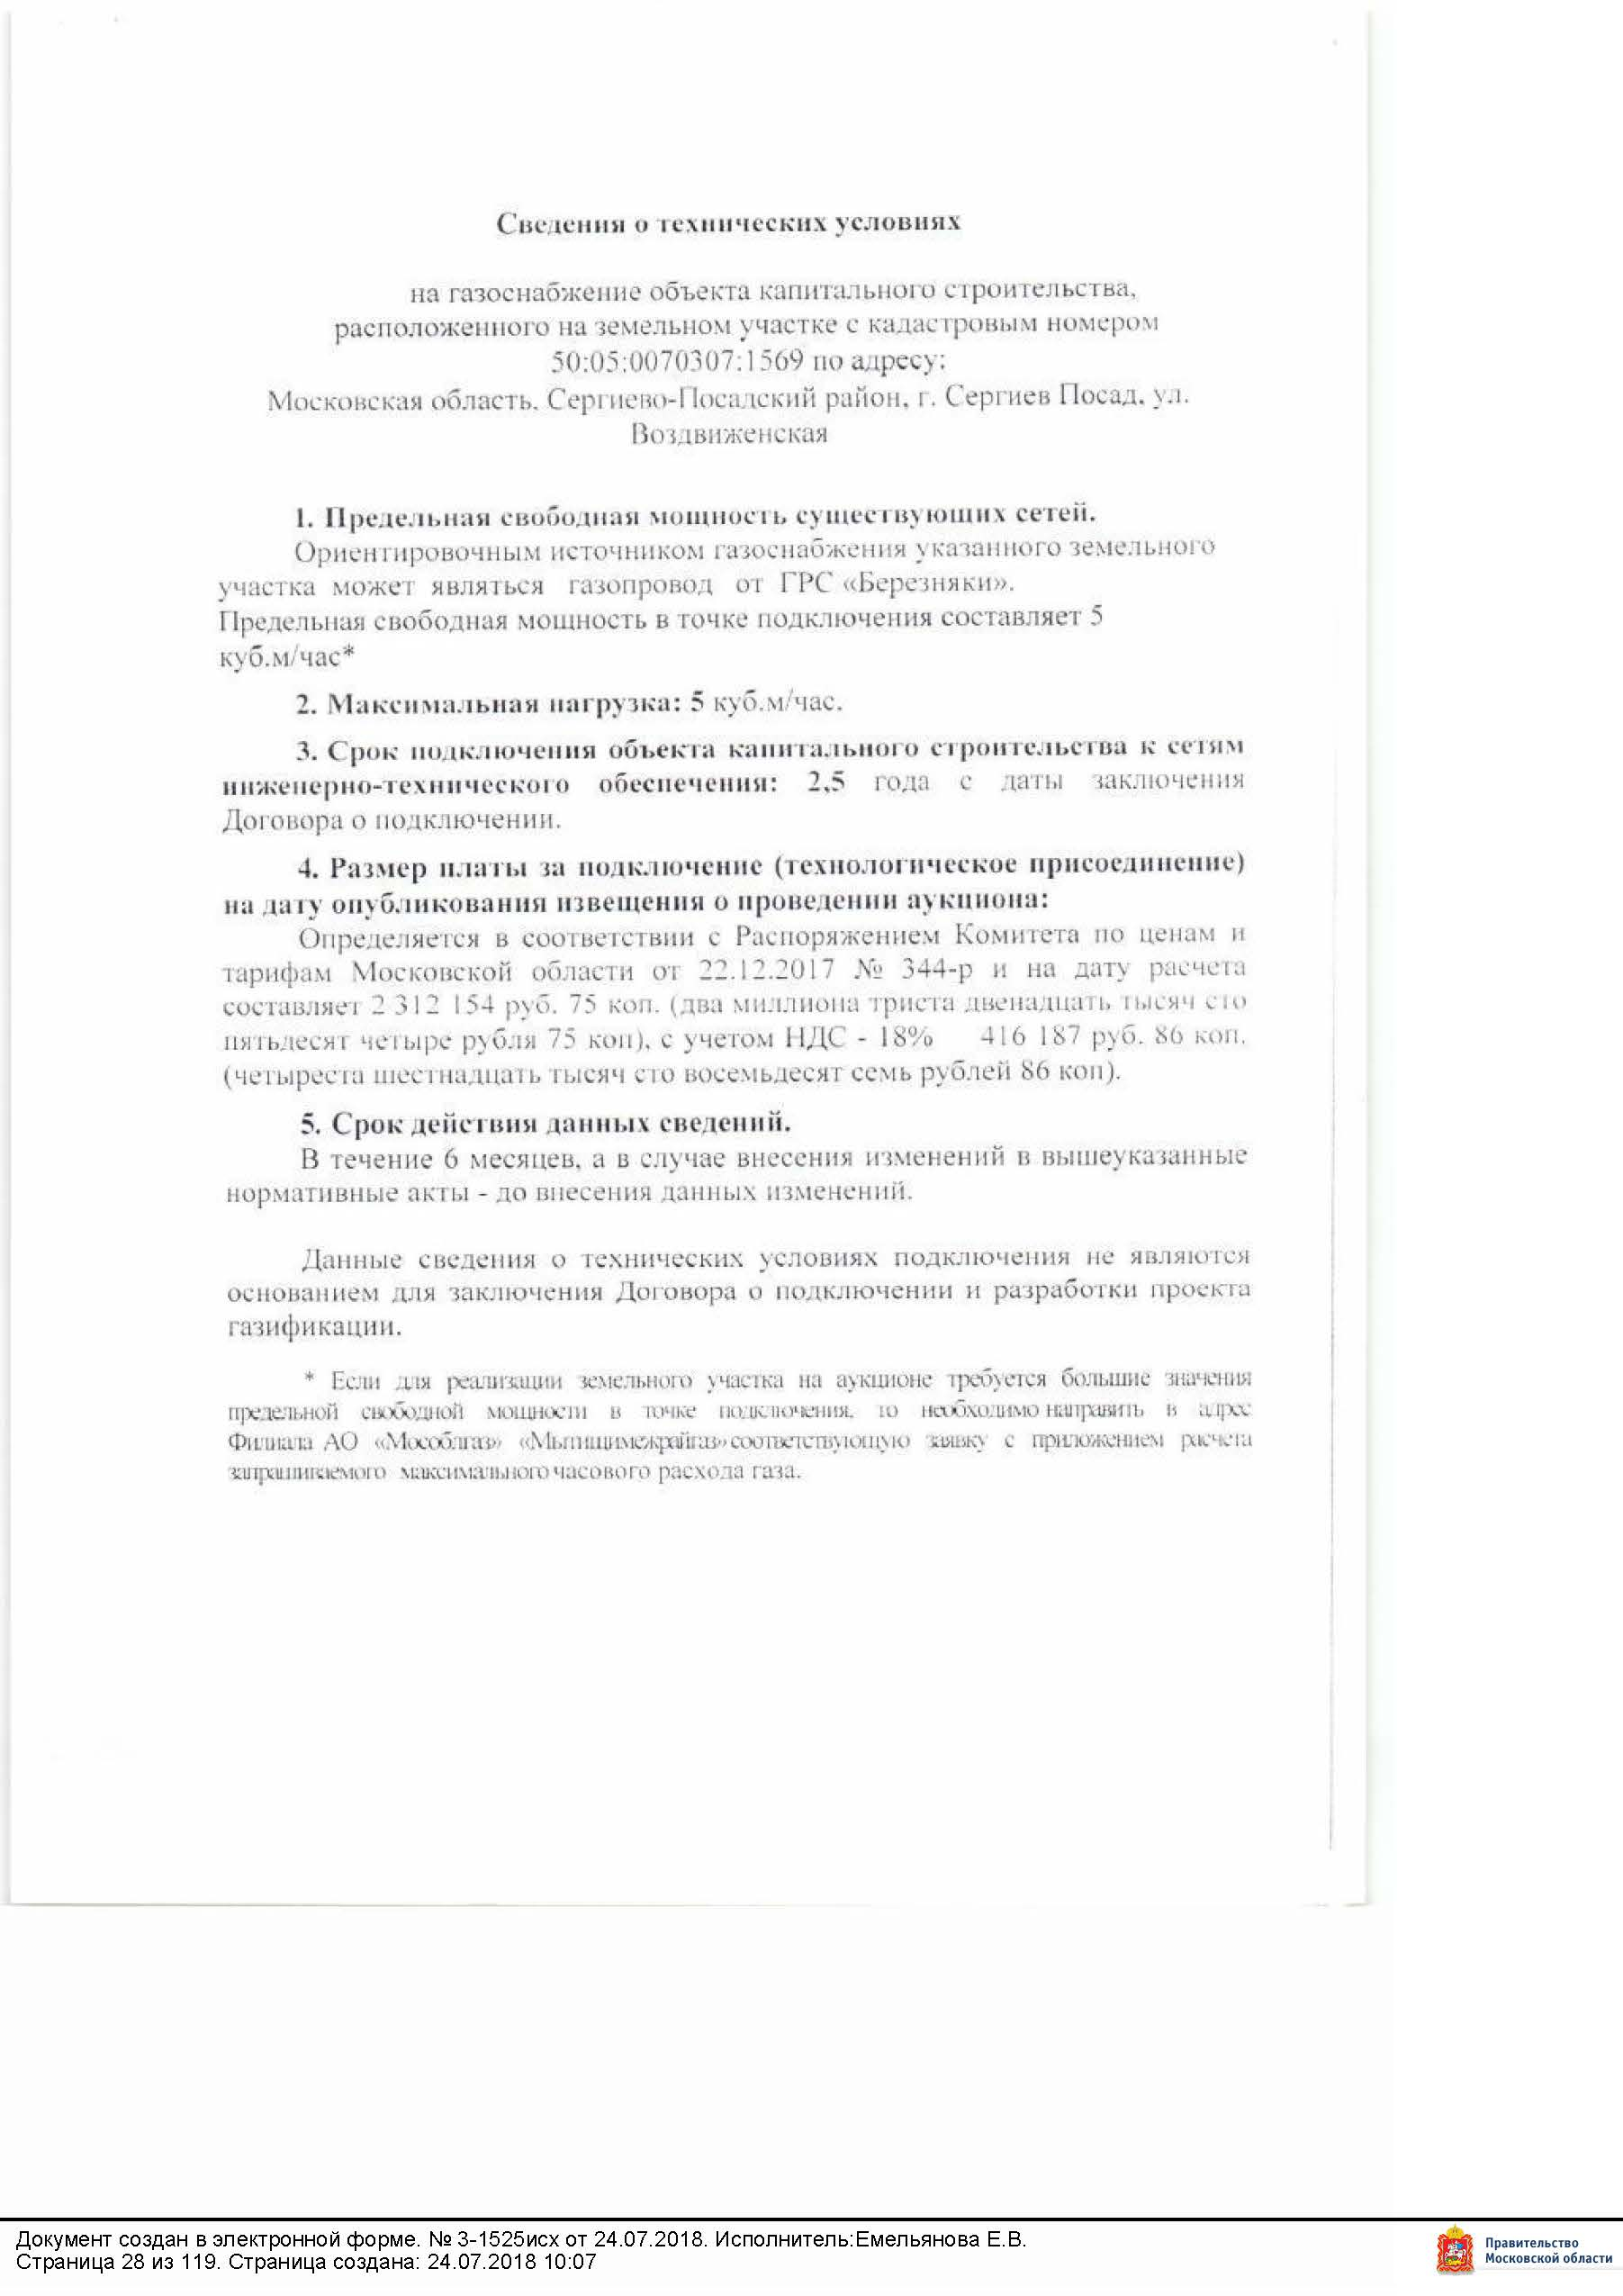 Сведения о технических условиях
на газоснабжение объекта капитального строительства,
расположенного на земельном участке с кадастровым номером
50:05:0070307:1569 по адресу:
Московская область, Сергиево-Посадский район, г. Сергиев Посад, ул.
Воздвиженская
1. Предельная свободная мощность существующих сетей.
Ориентировочным источником газоснабжения указанного земельного
участка может являться газопровод от ГРС «Березняки».
Предельная свободная мощность в точке подключения составляет 5
куб.м/час*
2. Максимальная нагрузка: 5 куб.м/час.
3. Срок подключения объекта капитального строительства к сетям
инженерно-технического обеспечения: 2,5 года с даты заключения
Договора о подключении.
4. Размер платы за подключение (технологическое присоединение)
на дату опубликования извещения о проведении аукциона:
Определяется в соответствии с Распоряжением Комитета по ценам и
тарифам Московской области от 22.12.2017 № 344-р и на дату расчета
составляет 2 312 154 руб. 75 коп. (два миллиона триста двенадцать тысяч сто
пятьдесят четыре рубля 75 коп), с учетом НДС - 18% 416 187 руб. 86 коп.
(четыреста шестнадцать тысяч сто восемьдесят семь рублей 86 коп).
5. Срок действия данных сведений.
В течение 6 месяцев, а в случае внесения изменений в вышеуказанные
нормативные акты - до внесения данных изменений.
Данные сведения о технических условиях подключения не являются
основанием для заключения Договора о подключении и разработки проекта
газификации.
* Если для реализации земельного участка на аукционе требуется большие значения
предельной свободной мощности в точке подключения, то необходимо направить в адрес
Филиала АО «Мособлгаз» «Мытищимежрайгаз» соответствующую заявку с приложением расчета
запрашиваемого максимального часового расхода газа.
Документ создан в электронной форме. № 3-1525исх от 24.07.2018. Исполнитель:Емельянова Е.В.
Страница 28 из 119. Страница создана: 24.07.2018 10:07
Правительство
Московской области